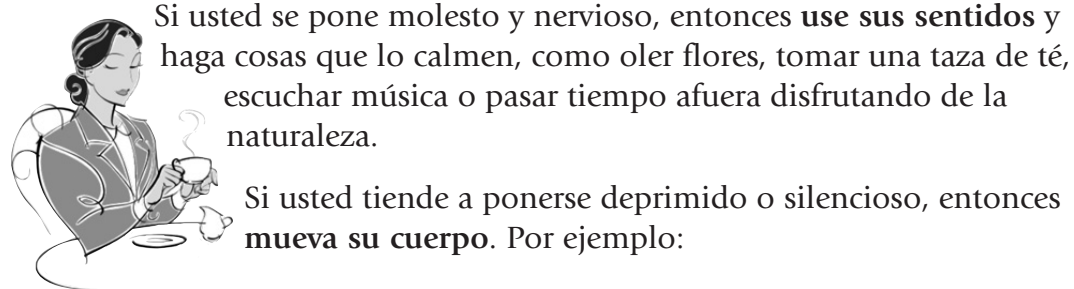 Si usted se pone molesto y nervioso, entonces use sus sentidos y
haga cosas que lo calmen, como oler flores, tomar una taza de té,
escuchar música o pasar tiempo afuera disfrutando de la
naturaleza.
Si usted tiende a ponerse deprimido o silencioso, entonces
mueva su cuerpo. Por ejemplo: